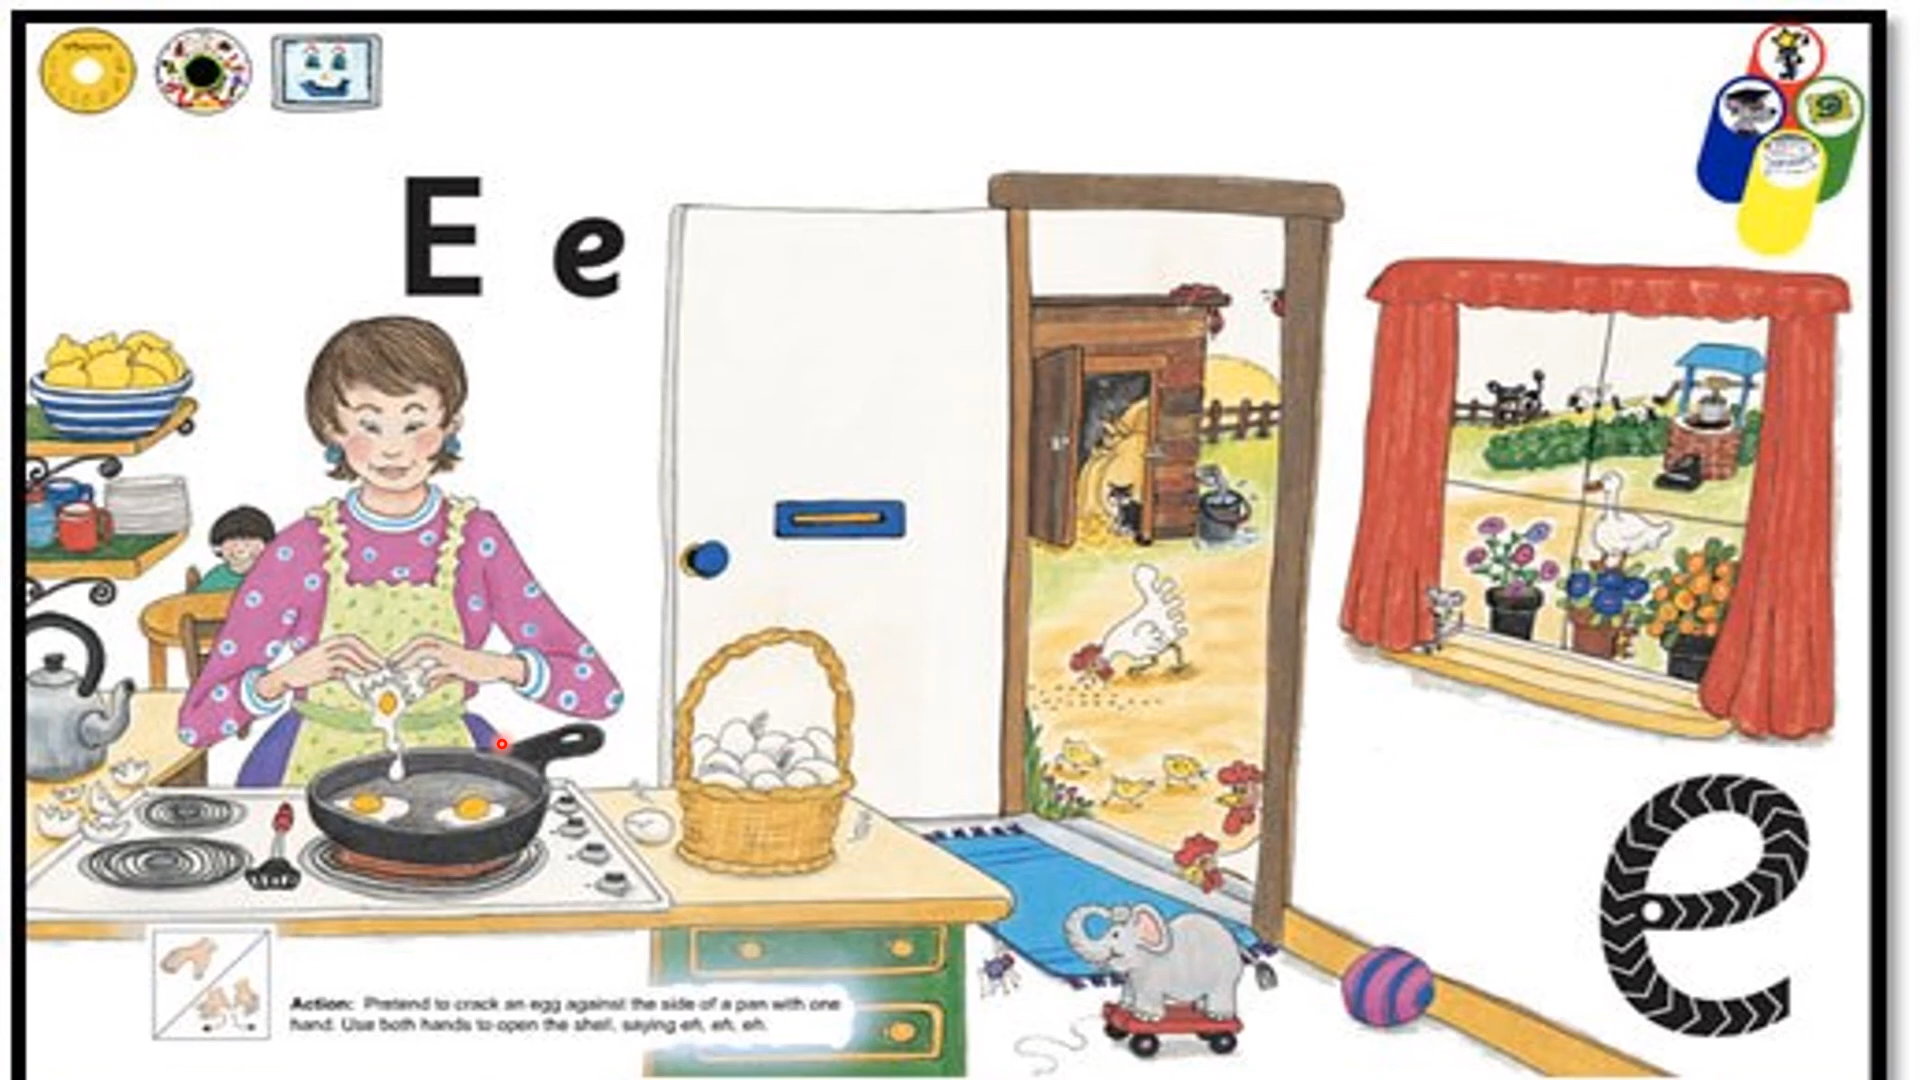 E e
Action: Pretend to crack an egg against the side of a pan with one
hand. Use both hands to open the shell, saying eh, eh, eh.
e